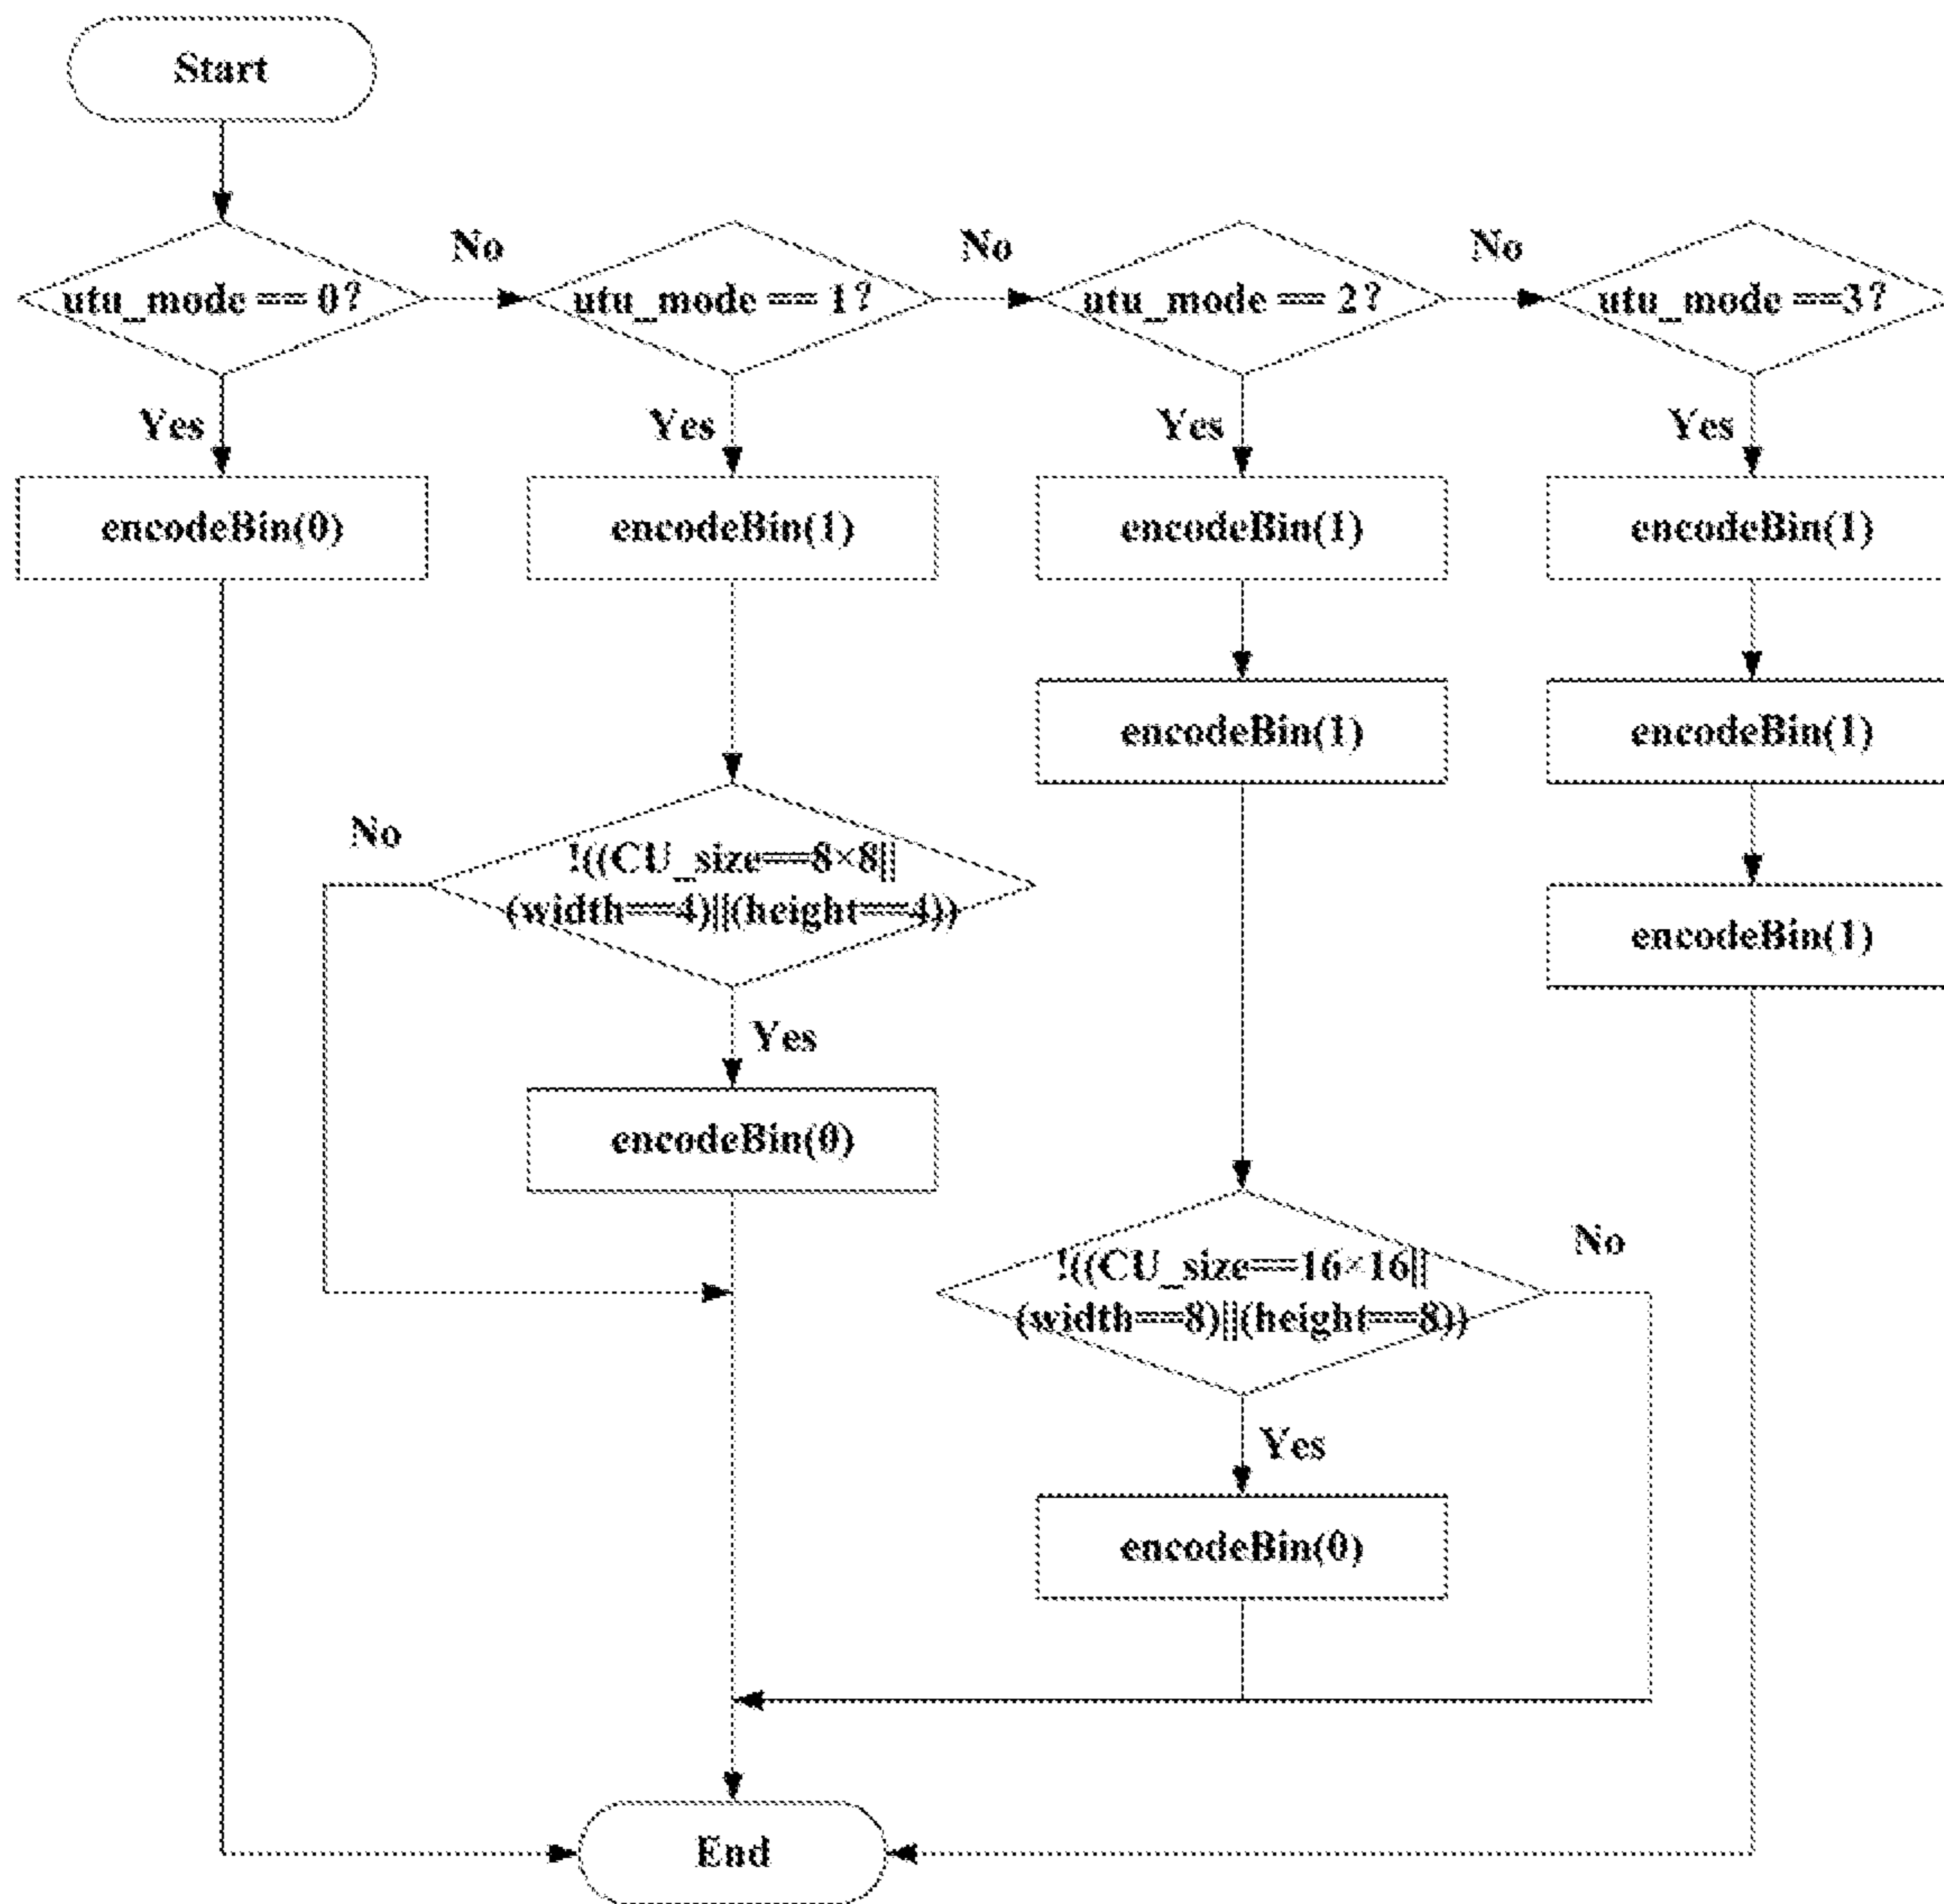 Start
utu_mode == 0?
No
utu_mode == 1?
No
utu_mode == 2?
No
utu_mode ==3?
Yes
Yes
Yes
Yes
encodeBin(0)
encodeBin(1)
encodeBin(1)
encodeBin(1)
encodeBin(1)
encodeBin(1)
No
!((CU_size==8×8||
(width==4)||(height==4))
encodeBin(1)
Yes
encodeBin(0)
!((CU_size==16×16||
(width==8)||(height==8))
No
Yes
encodeBin(0)
End